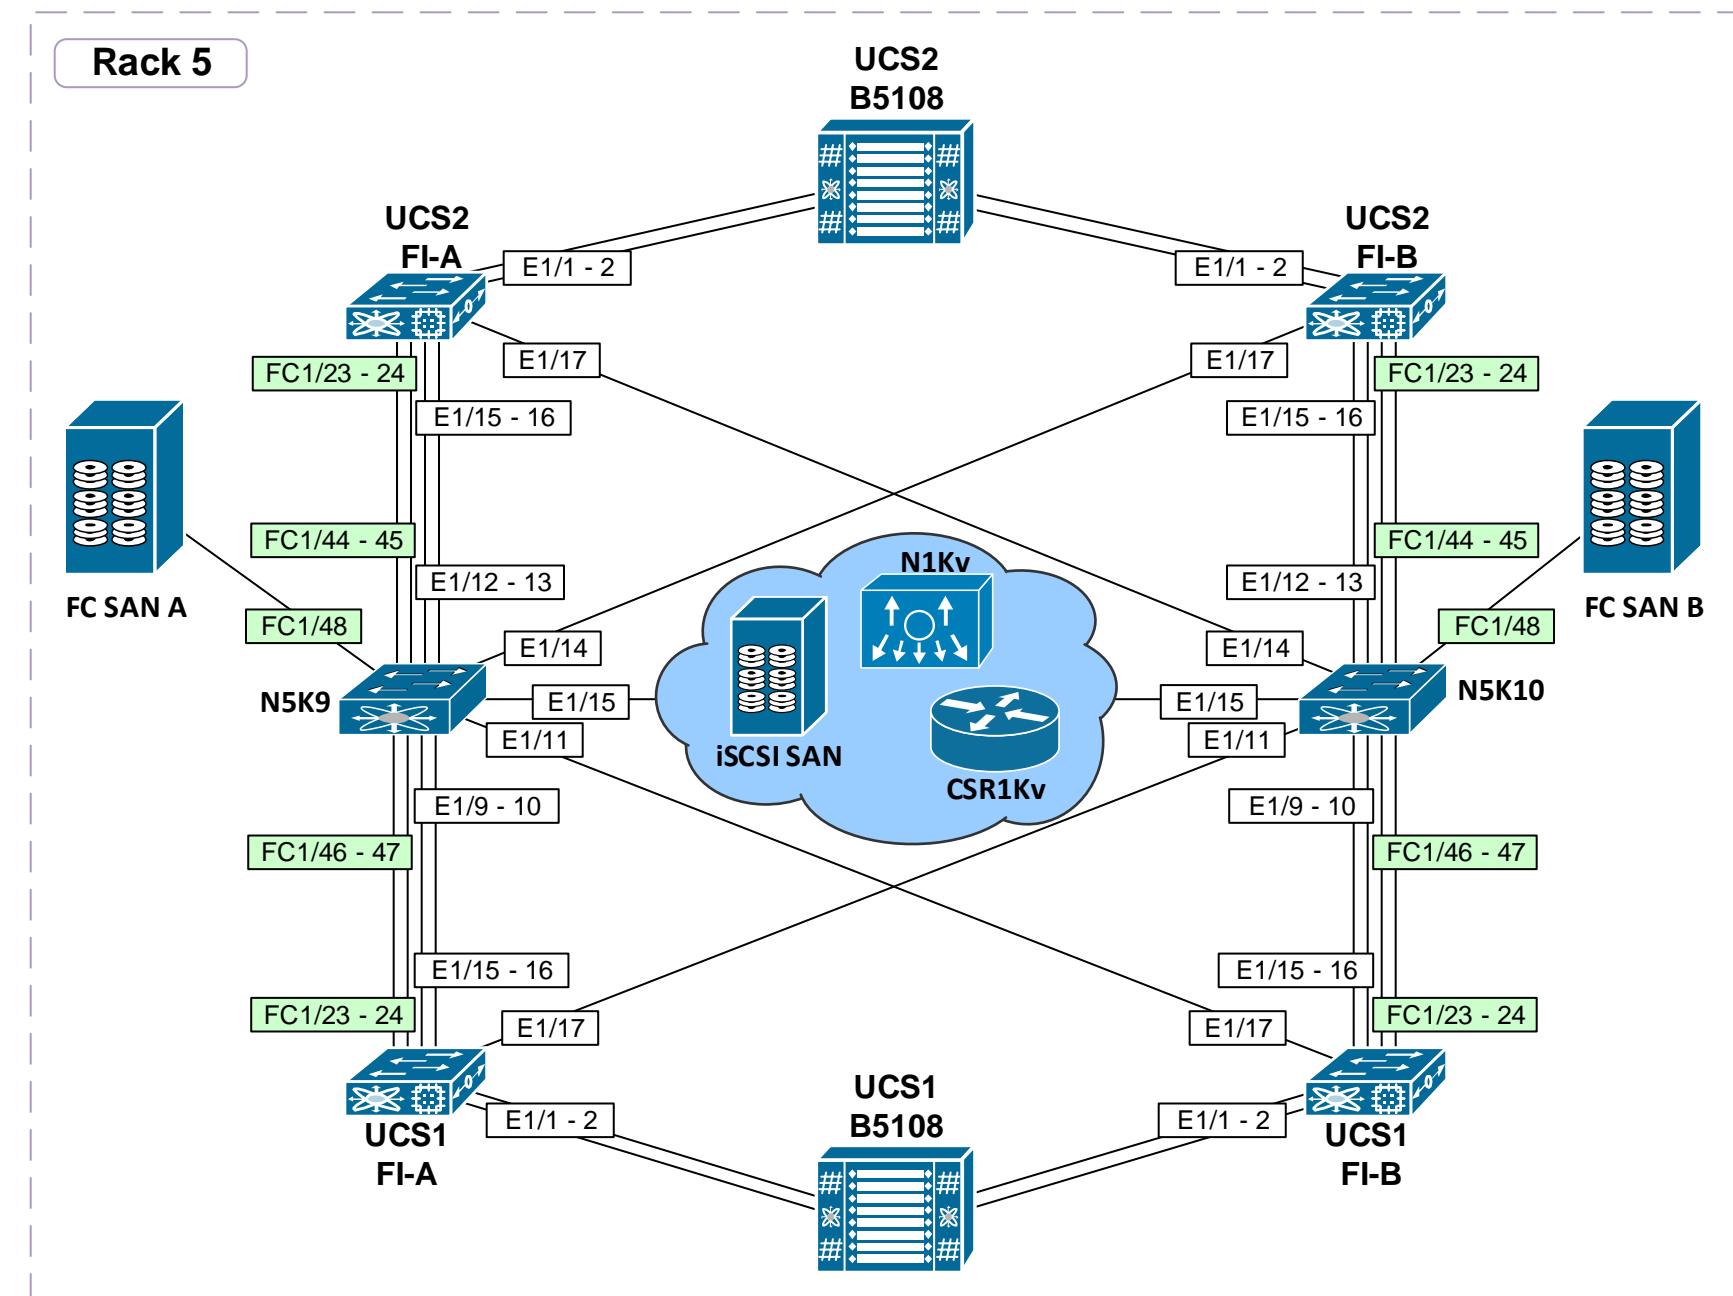 Rack 5
UCS2
B5108
UCS2
FI-A
UCS2
FI-B
E1/1 - 2
E1/1 - 2
E1/17
E1/17
FC1/23 - 24
FC1/23 - 24
E1/15 - 16
E1/15 - 16
FC1/44 - 45
FC1/44 - 45
N1Kv
E1/12 - 13
E1/12 - 13
FC SAN A
FC SAN B
FC1/48
FC1/48
E1/14
E1/14
N5K9
E1/15
E1/15
N5K10
E1/11
E1/11
iSCSI SAN
CSR1Kv
E1/9 - 10
E1/9 - 10
FC1/46 - 47
FC1/46 - 47
E1/15 - 16
E1/15 - 16
FC1/23 - 24
FC1/23 - 24
E1/17
E1/17
UCS1
B5108
E1/1 - 2
E1/1 - 2
UCS1
FI-A
UCS1
FI-B